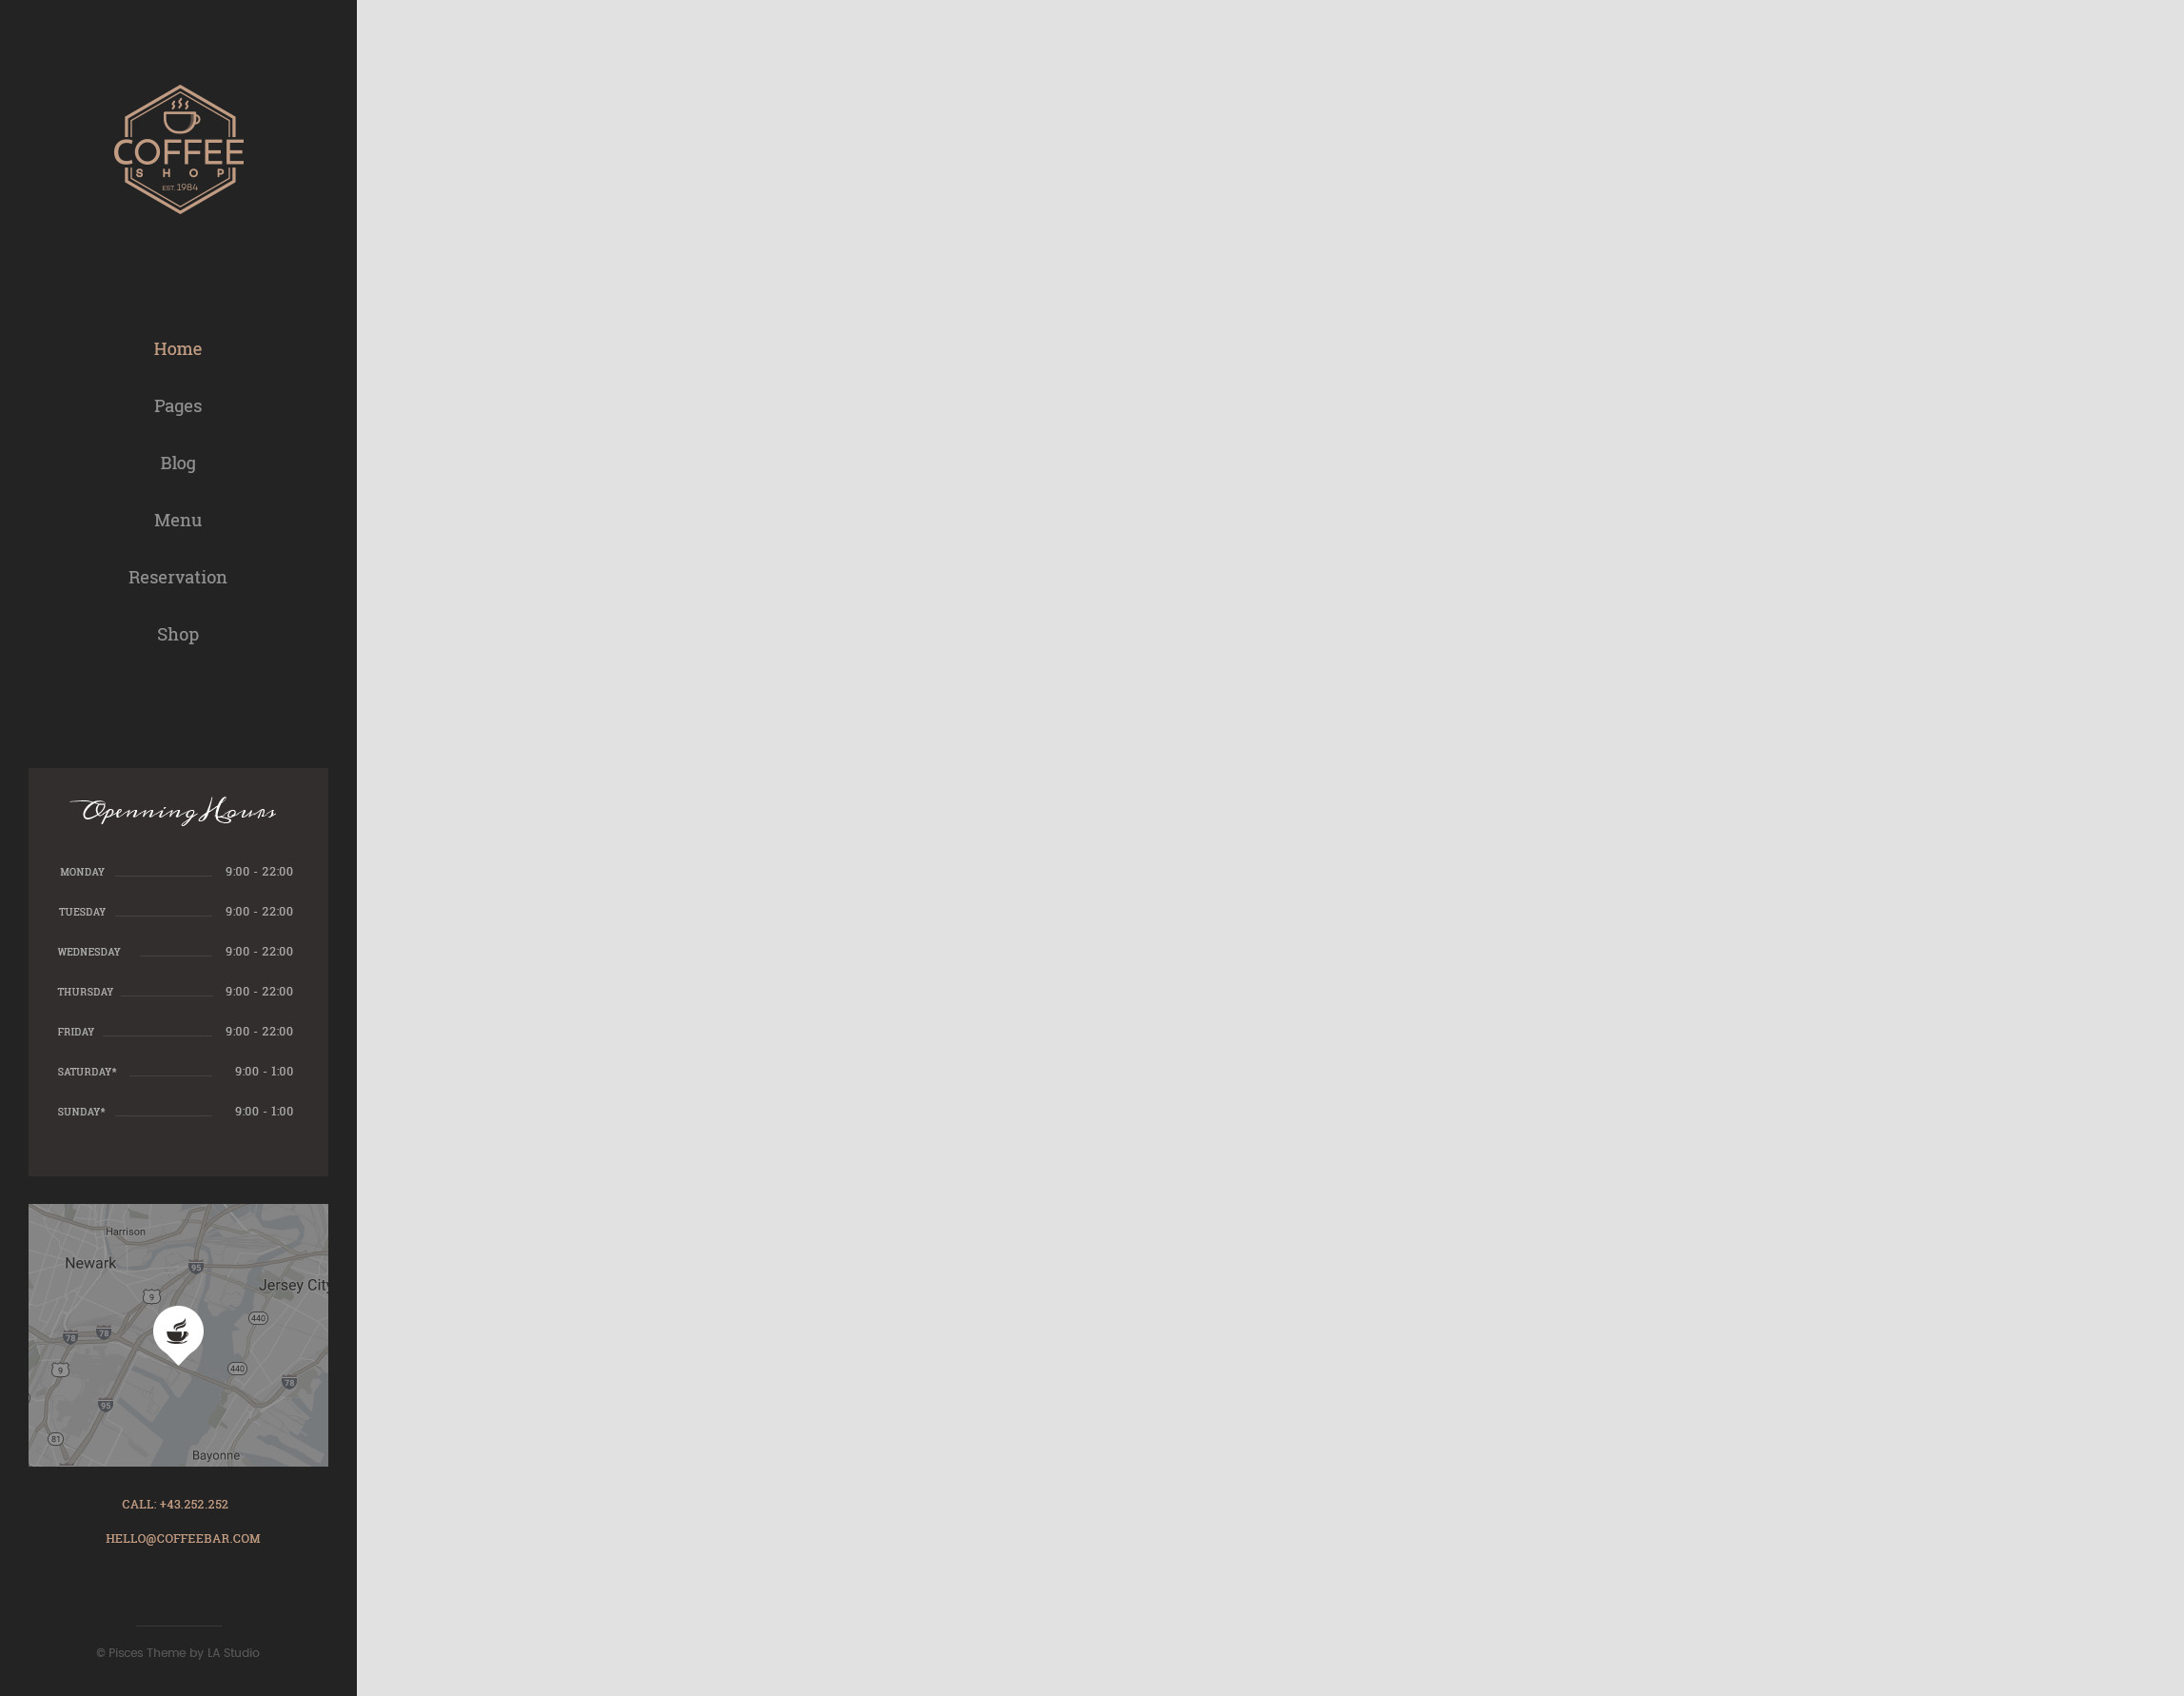 COFFEE
SHOP
EST. 1984
Home
Pages
Blog
Menu
Reservation
Shop
Openning Hours
MONDAY 9:00 - 22:00
TUESDAY 9:00 - 22:00
WEDNESDAY 9:00 - 22:00
THURSDAY 9:00 - 22:00
FRIDAY 9:00 - 22:00
SATURDAY* 9:00 - 1:00
SUNDAY* 9:00 - 1:00
Harrison
Newark
95
Jersey City
9
440
78 78
9
440
78
95
81
Bayonne
CALL: +43.252.252
HELLO@COFFEEBAR.COM
© Pisces Theme by LA Studio